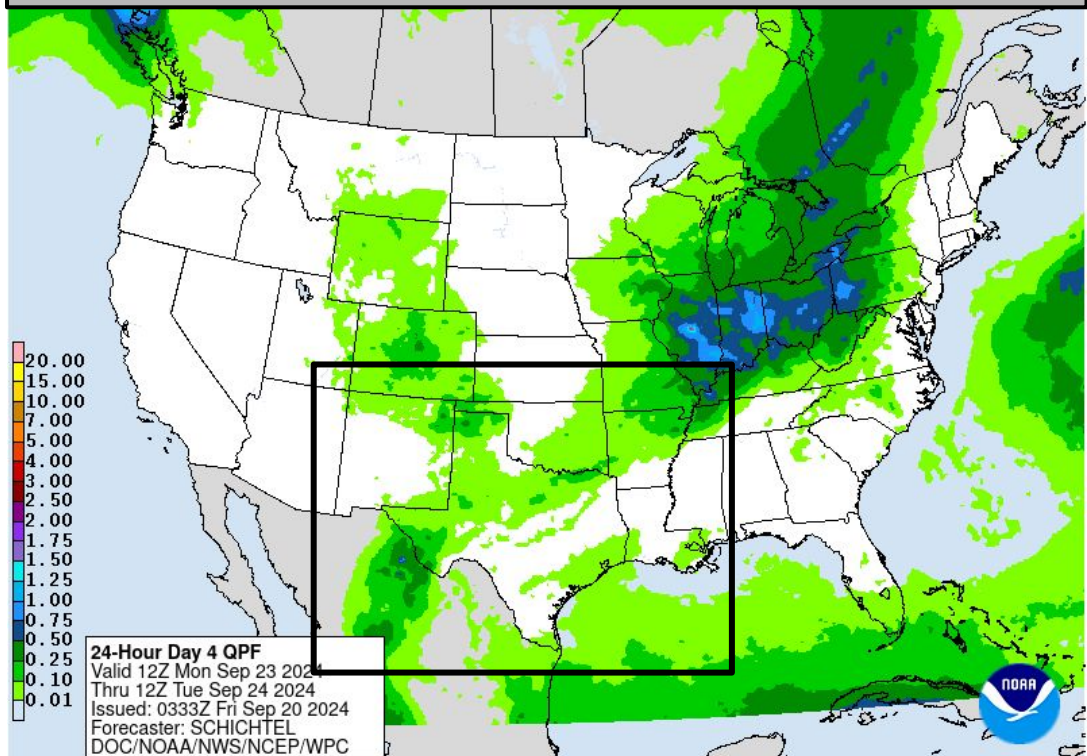 20.00
15.00
10.00
7.00
5.00
4.00
3.00
2.50
2.00
1.75
1.50
1.25
1.00
0.75
0.50
0.25
0.10
0.01
24-Hour Day 4 QPF
Valid 12Z Mon Sep 23 2024
Thru 12Z Tue Sep 24 2024
Issued: 0333Z Fri Sep 20 2024
Forecaster: SCHICHTEL
DOC/NOAA/NWS/NCEP/WPC
NOAA